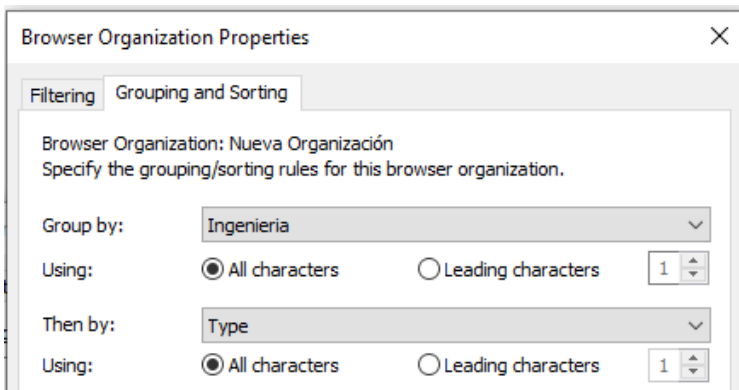 Browser Organization Properties
Filtering Grouping and Sorting
Browser Organization: Nueva Organización
Specify the grouping/sorting rules for this browser organization.
Group by: Ingenieria
Using: All characters Leading characters 1
Then by: Type
Using: All characters Leading characters 1